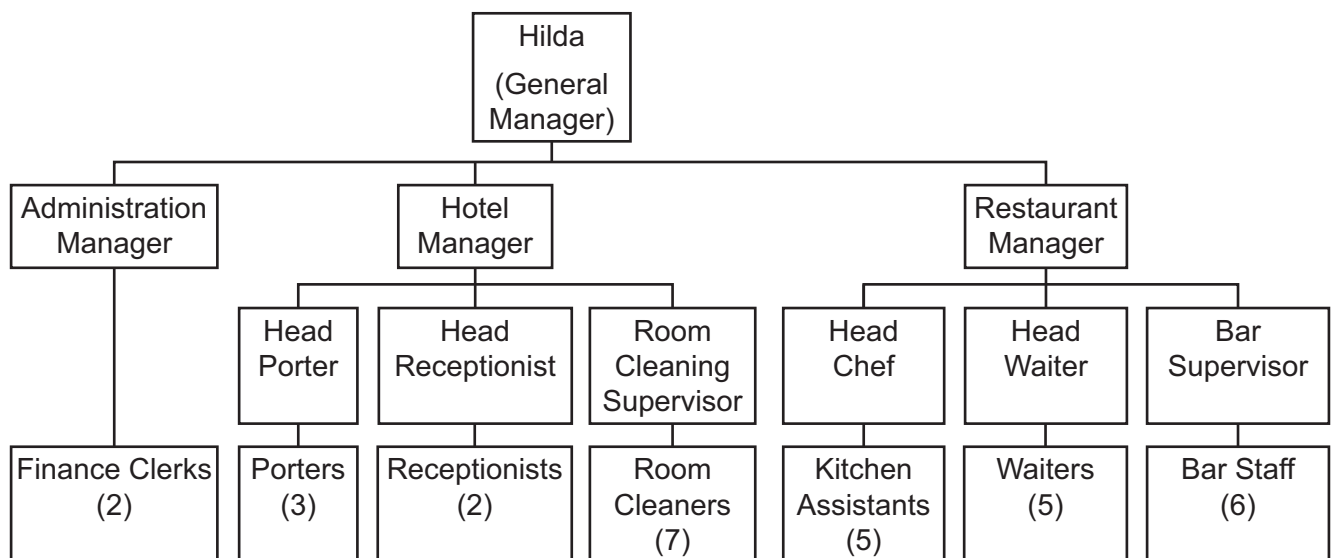 Hilda
(General
Manager)
Administration
Manager
Hotel
Manager
Restaurant
Manager
Head
Porter
Head
Receptionist
Room
Cleaning
Supervisor
Head
Chef
Head
Waiter
Bar
Supervisor
Finance Clerks
(2)
Porters
(3)
Receptionists
(2)
Room
Cleaners
(7)
Kitchen
Assistants
(5)
Waiters
(5)
Bar Staff
(6)